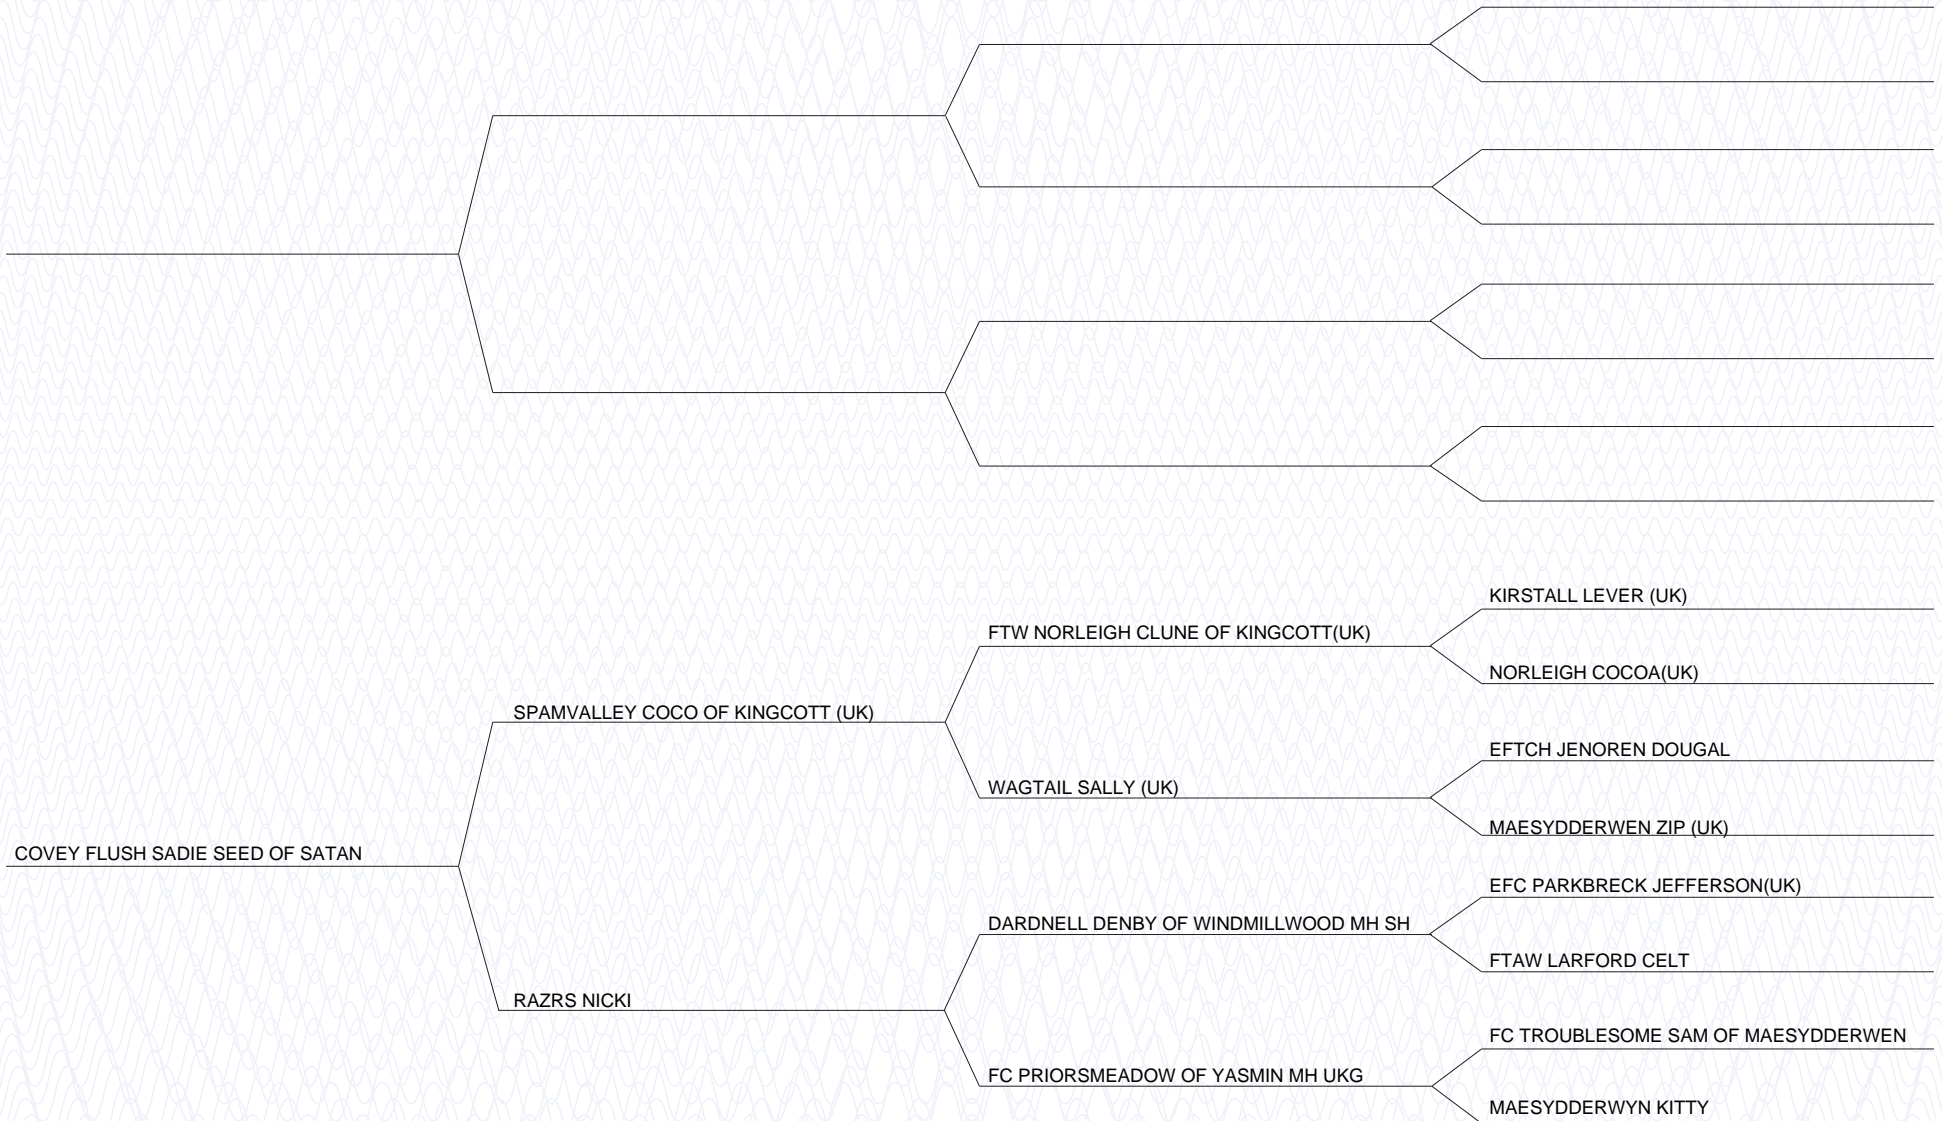 KIRSTALL LEVER (UK)
FTW NORLEIGH CLUNE OF KINGCOTT(UK)
NORLEIGH COCOA(UK)
SPAMVALLEY COCO OF KINGCOTT (UK)
EFTCH JENOREN DOUGAL
WAGTAIL SALLY (UK)
MAESYDDERWEN ZIP (UK)
COVEY FLUSH SADIE SEED OF SATAN
EFC PARKBRECK JEFFERSON(UK)
DARDNELL DENBY OF WINDMILLWOOD MH SH
FTAW LARFORD CELT
RAZRS NICKI
FC TROUBLESOME SAM OF MAESYDDERWEN
FC PRIORSMEADOW OF YASMIN MH UKG
MAESYDDERWYN KITTY